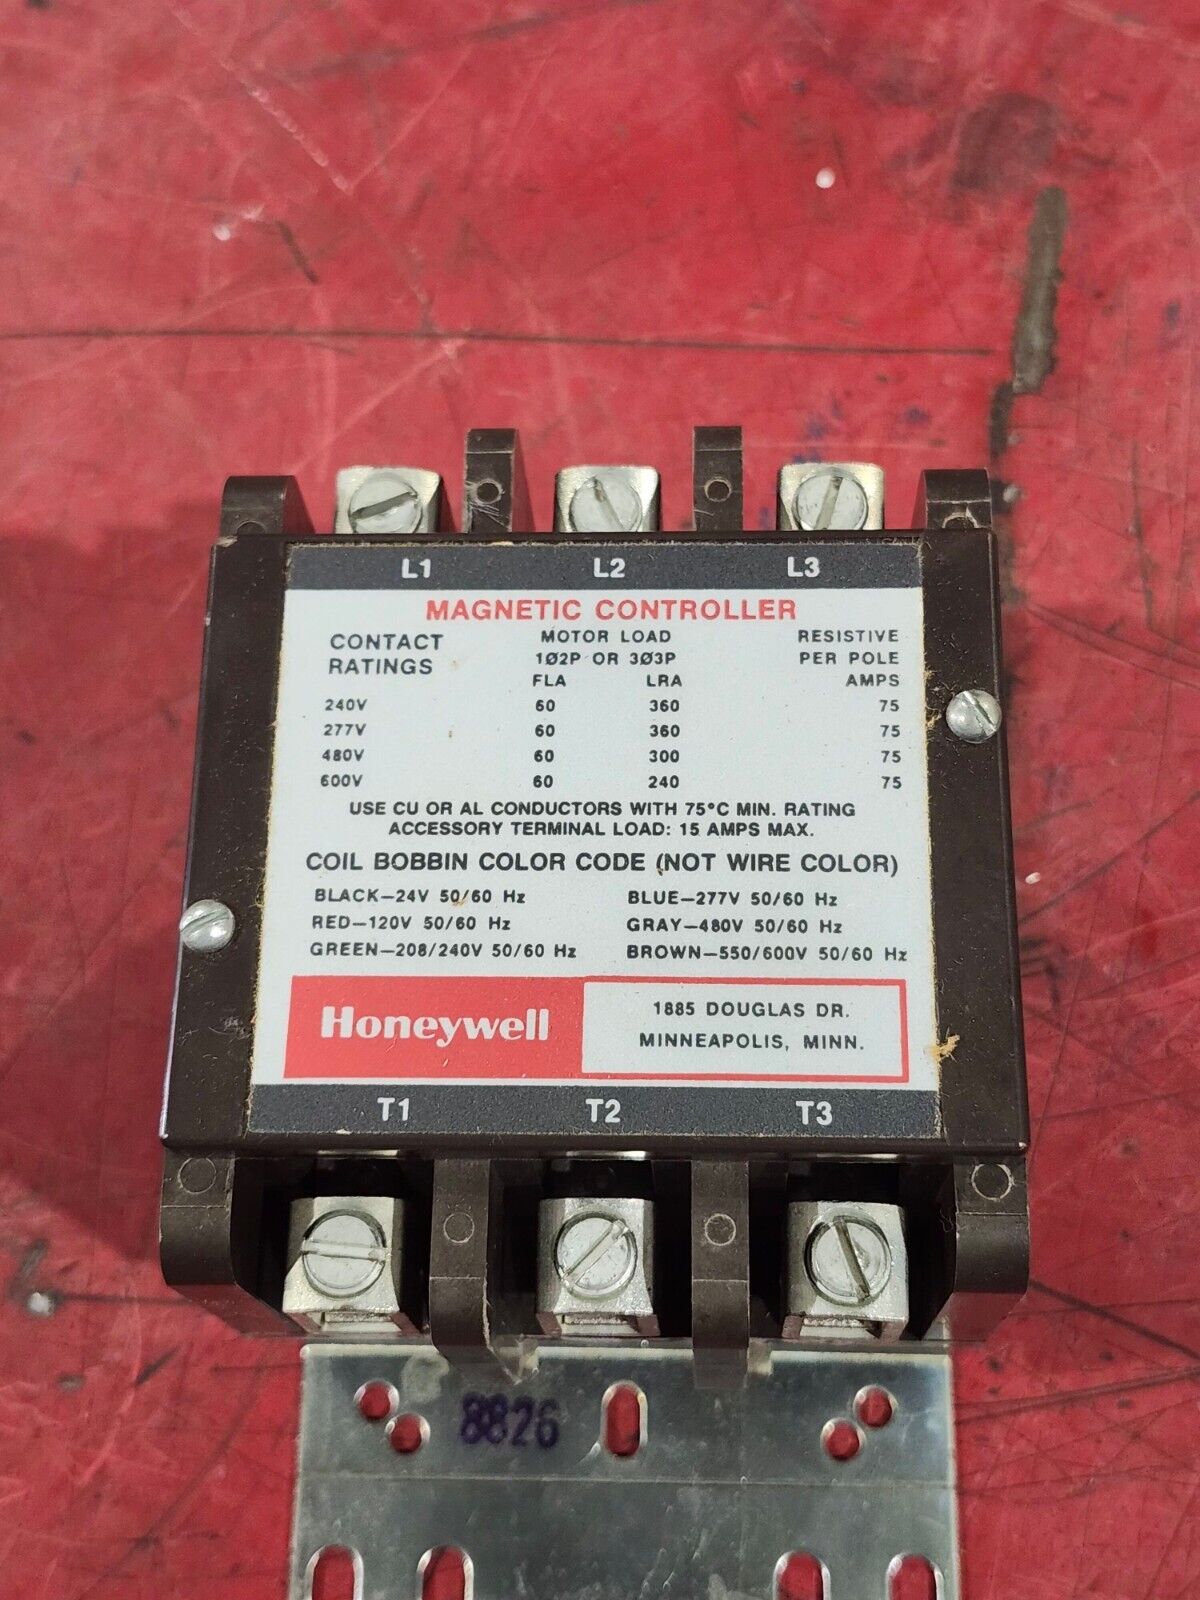 L1 L2 L3
MAGNETIC CONTROLLER
CONTACT RATINGS
MOTOR LOAD
1Ø2P OR 3Ø3P
FLA LRA
RESISTIVE
PER POLE
AMPS
240V 60 360 75
277V 60 360 75
480V 60 300 75
600V 60 240 75
USE CU OR AL CONDUCTORS WITH 75°C MIN. RATING
ACCESSORY TERMINAL LOAD: 15 AMPS MAX.
COIL BOBBIN COLOR CODE (NOT WIRE COLOR)
BLACK—24V 50/60 Hz BLUE—277V 50/60 Hz
RED—120V 50/60 Hz GRAY—480V 50/60 Hz
GREEN—208/240V 50/60 Hz BROWN—550/600V 50/60 Hz
Honeywell
1885 DOUGLAS DR.
MINNEAPOLIS, MINN.
T1 T2 T3
8826